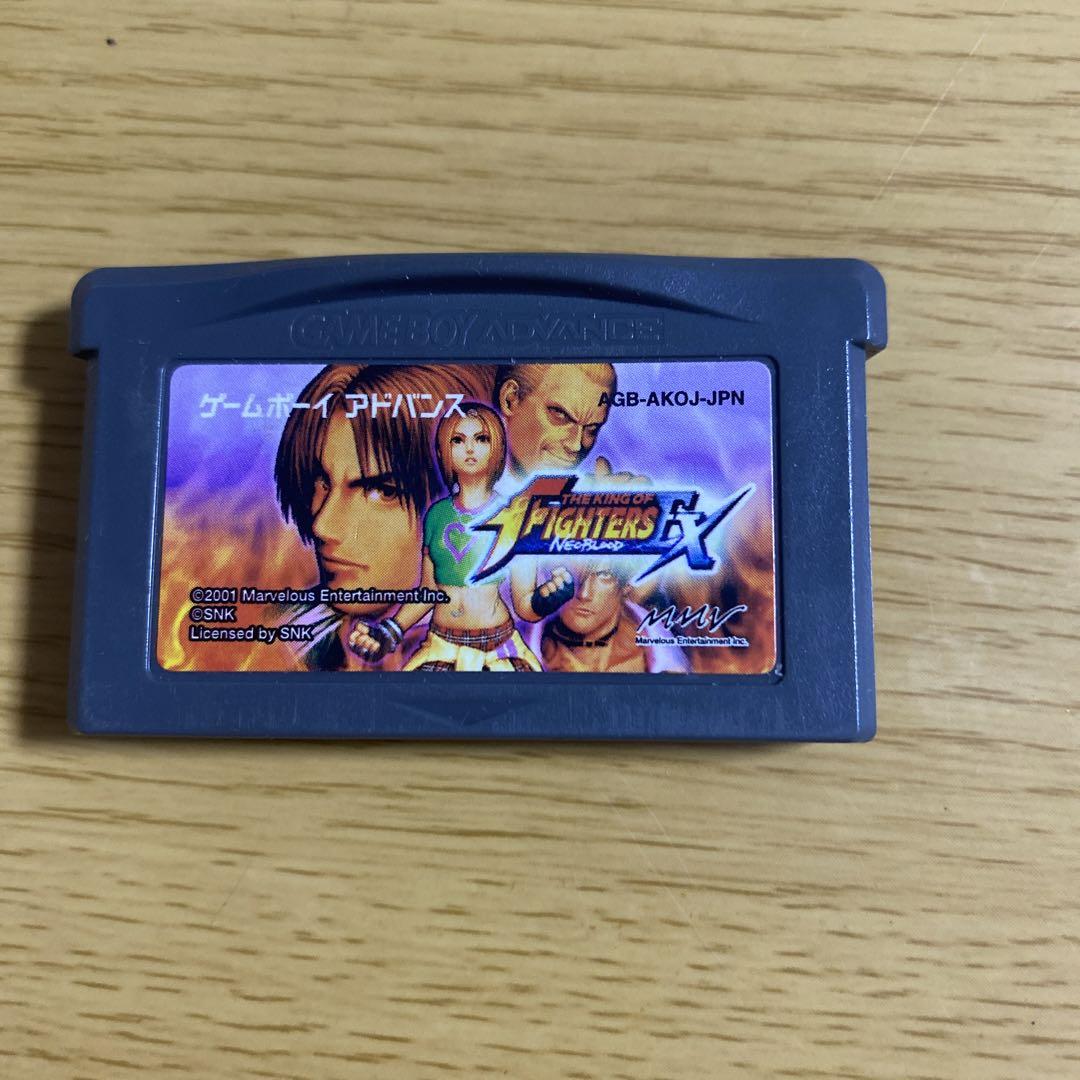 GAME BOY ADVANCE
ゲームボーイ アドバンス
AGB-AKOJ-JPN
THE KING OF
FIGHTERS EX
NEOBLOOD
©2001 Marvelous Entertainment Inc.
©SNK
Licensed by SNK
MMV
Marvelous Entertainment Inc.